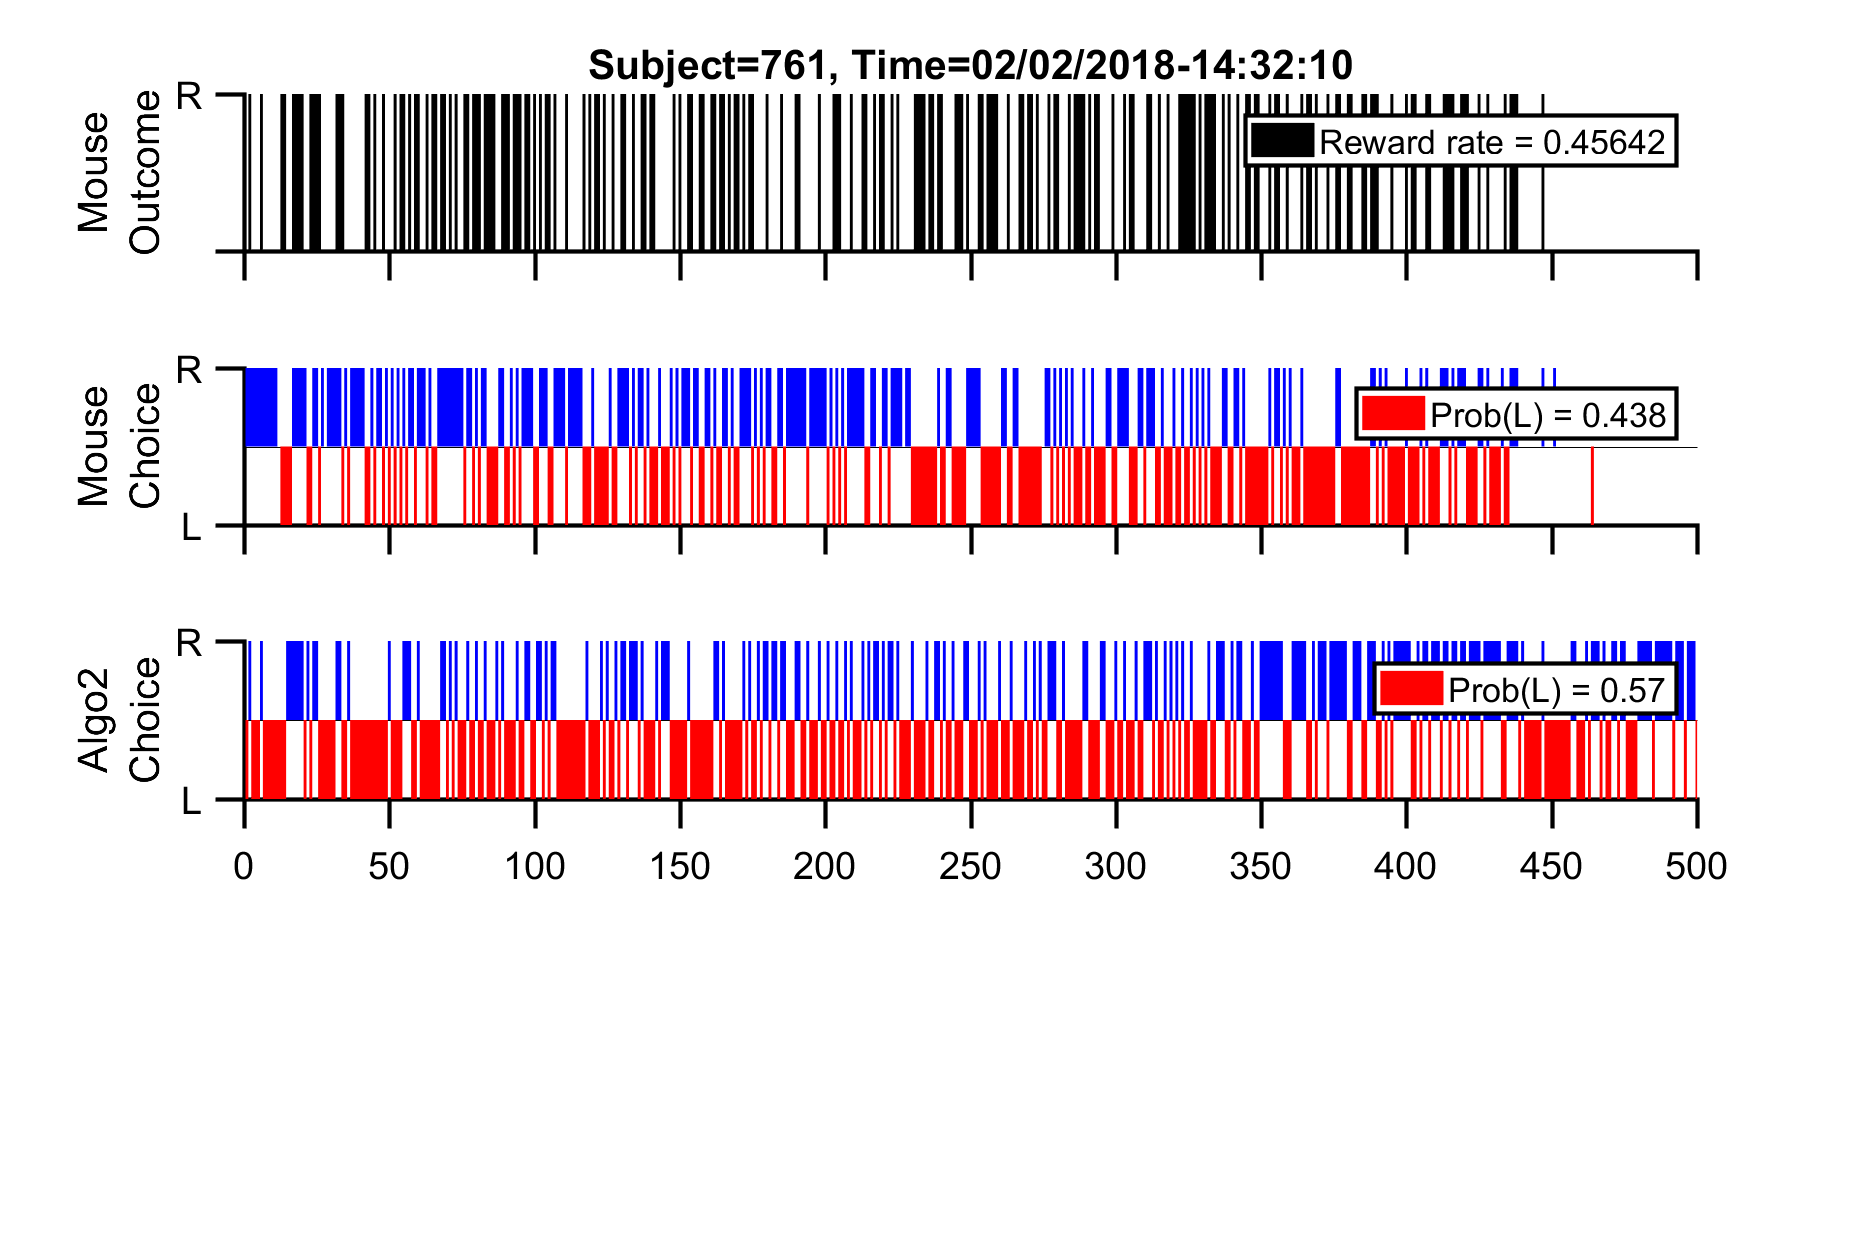 Subject=761, Time=02/02/2018-14:32:10
Mouse
Outcome
R
Reward rate = 0.45642
Mouse
Choice
R
L
Prob(L) = 0.438
Algo2
Choice
R
L
Prob(L) = 0.57
0 50 100 150 200 250 300 350 400 450 500